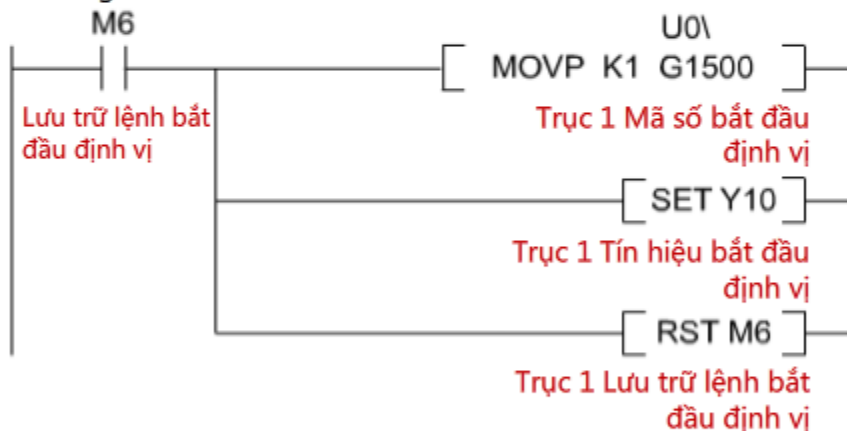 M6
U0\
MOVP K1 G1500
Lưu trữ lệnh bắt
đầu định vị
Trục 1 Mã số bắt đầu
định vị
SET Y10
Trục 1 Tín hiệu bắt đầu
định vị
RST M6
Trục 1 Lưu trữ lệnh bắt
đầu định vị